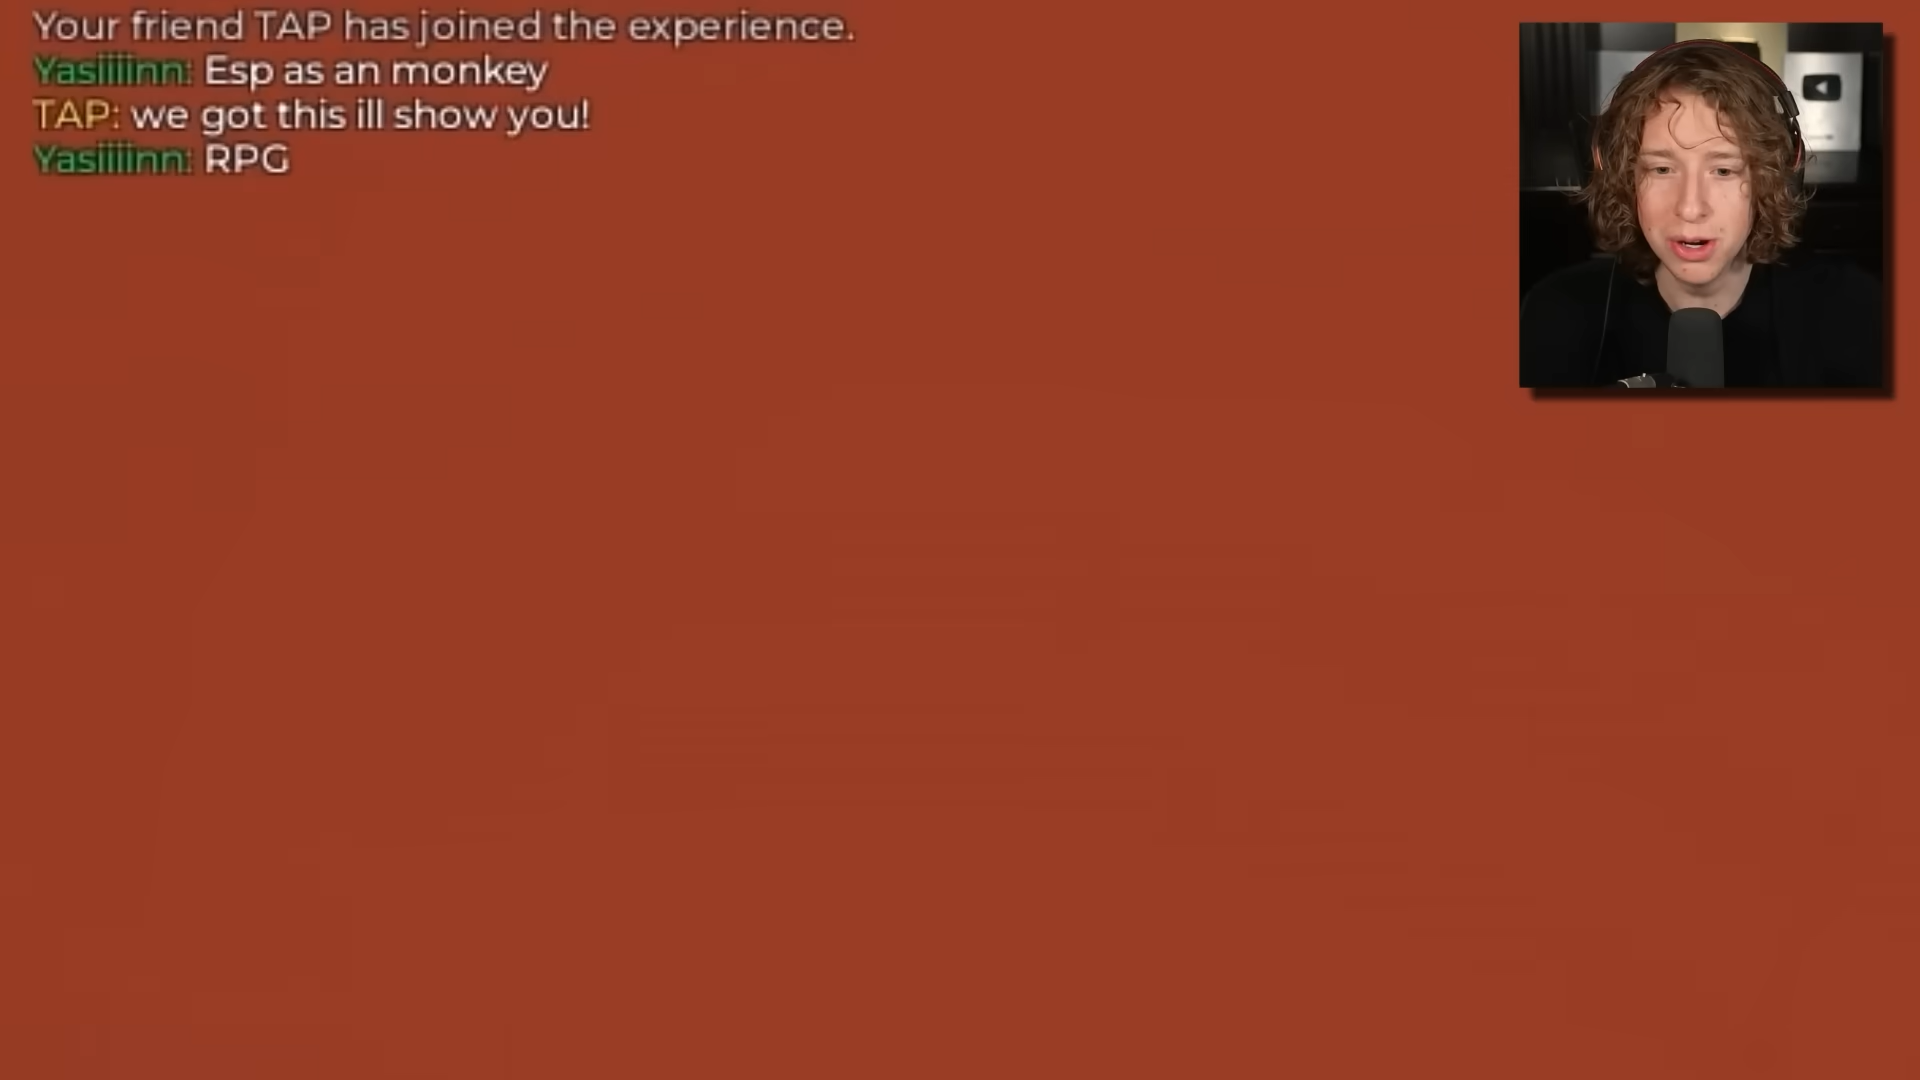 Your friend TAP has joined the experience.
Yasiiiinn: Esp as an monkey
TAP: we got this ill show you!
Yasiiiinn: RPG